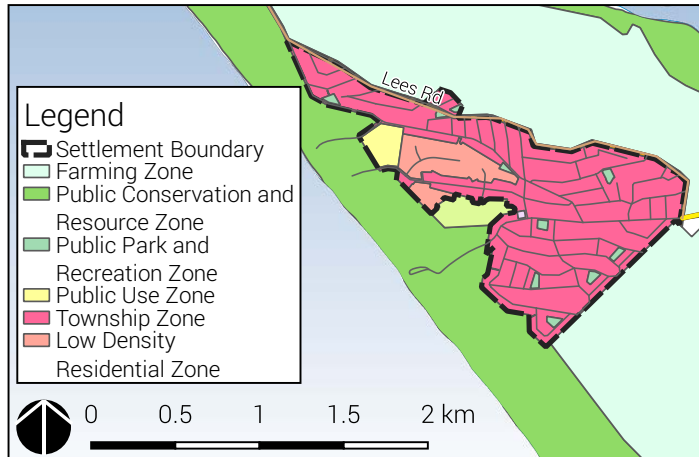 Lees Rd
Legend
Settlement Boundary
Farming Zone
Public Conservation and
Resource Zone
Public Park and
Recreation Zone
Public Use Zone
Township Zone
Low Density
Residential Zone
0 0.5 1 1.5 2 km